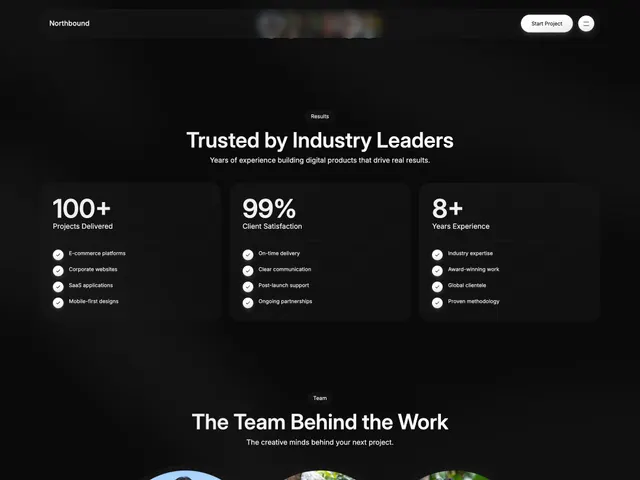 Northbound
Start Project
Results
Trusted by Industry Leaders
Years of experience building digital products that drive real results.
100+
Projects Delivered
E-commerce platforms
Corporate websites
SaaS applications
Mobile-first designs
99%
Client Satisfaction
On-time delivery
Clear communication
Post-launch support
Ongoing partnerships
8+
Years Experience
Industry expertise
Award-winning work
Global clientele
Proven methodology
Team
The Team Behind the Work
The creative minds behind your next project.